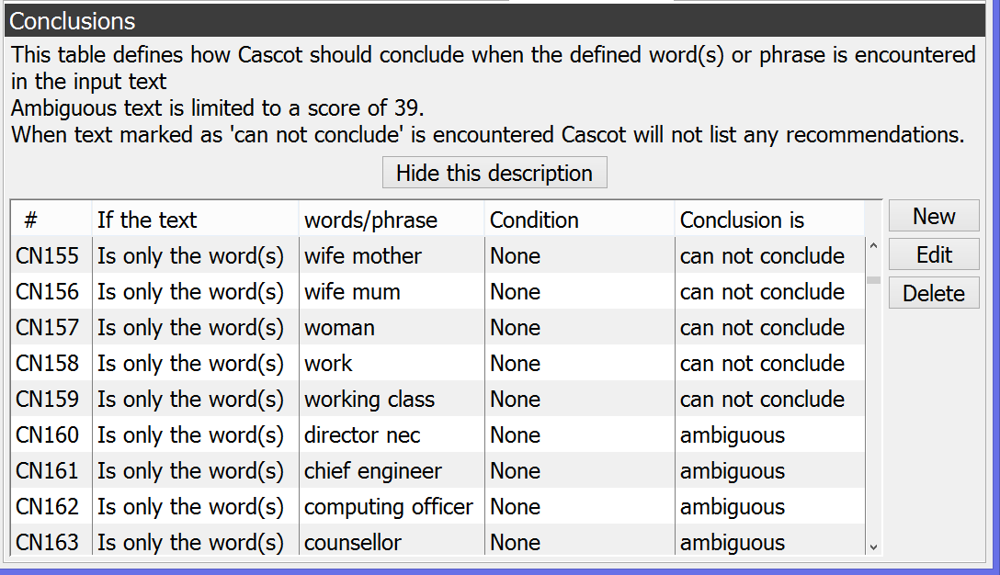 Conclusions
This table defines how Cascot should conclude when the defined word(s) or phrase is encountered
in the input text
Ambiguous text is limited to a score of 39.
When text marked as 'can not conclude' is encountered Cascot will not list any recommendations.
Hide this description
# If the text words/phrase Condition Conclusion is New
CN155 Is only the word(s) wife mother None can not conclude Edit
CN156 Is only the word(s) wife mum None can not conclude Delete
CN157 Is only the word(s) woman None can not conclude
CN158 Is only the word(s) work None can not conclude
CN159 Is only the word(s) working class None can not conclude
CN160 Is only the word(s) director nec None ambiguous
CN161 Is only the word(s) chief engineer None ambiguous
CN162 Is only the word(s) computing officer None ambiguous
CN163 Is only the word(s) counsellor None ambiguous